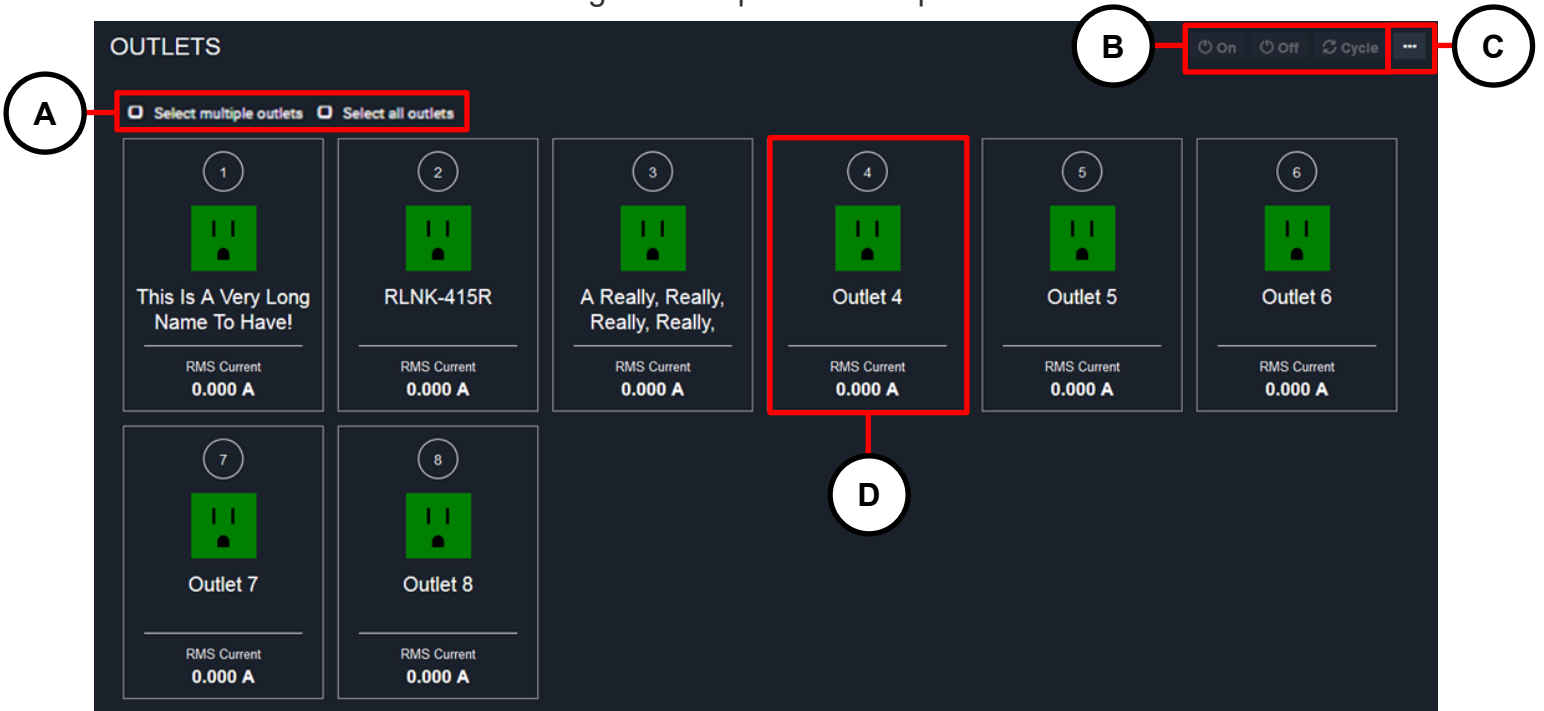 OUTLETS
B
On Off Cycle ...
C
A
Select multiple outlets Select all outlets
1 2 3 4 5 6
This Is A Very Long
Name To Have!
RLNK-415R
A Really, Really,
Really, Really,
Outlet 4
Outlet 5
Outlet 6
RMS Current
0.000 A
RMS Current
0.000 A
RMS Current
0.000 A
RMS Current
0.000 A
RMS Current
0.000 A
RMS Current
0.000 A
7 8
D
Outlet 7
Outlet 8
RMS Current
0.000 A
RMS Current
0.000 A